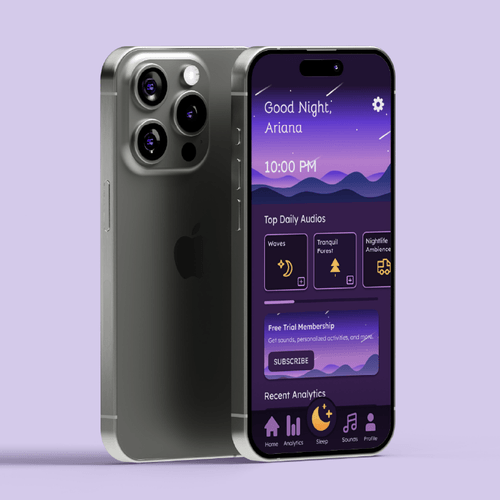 Good Night,
Ariana
10:00 PM
Top Daily Audios
Waves
Tranquil
Forest
Nightlife
Ambience
Free Trial Membership
Get sounds, personalized activities, and more.
SUBSCRIBE
Recent Analytics
Home
Analytics
Sleep
Sounds
Profile